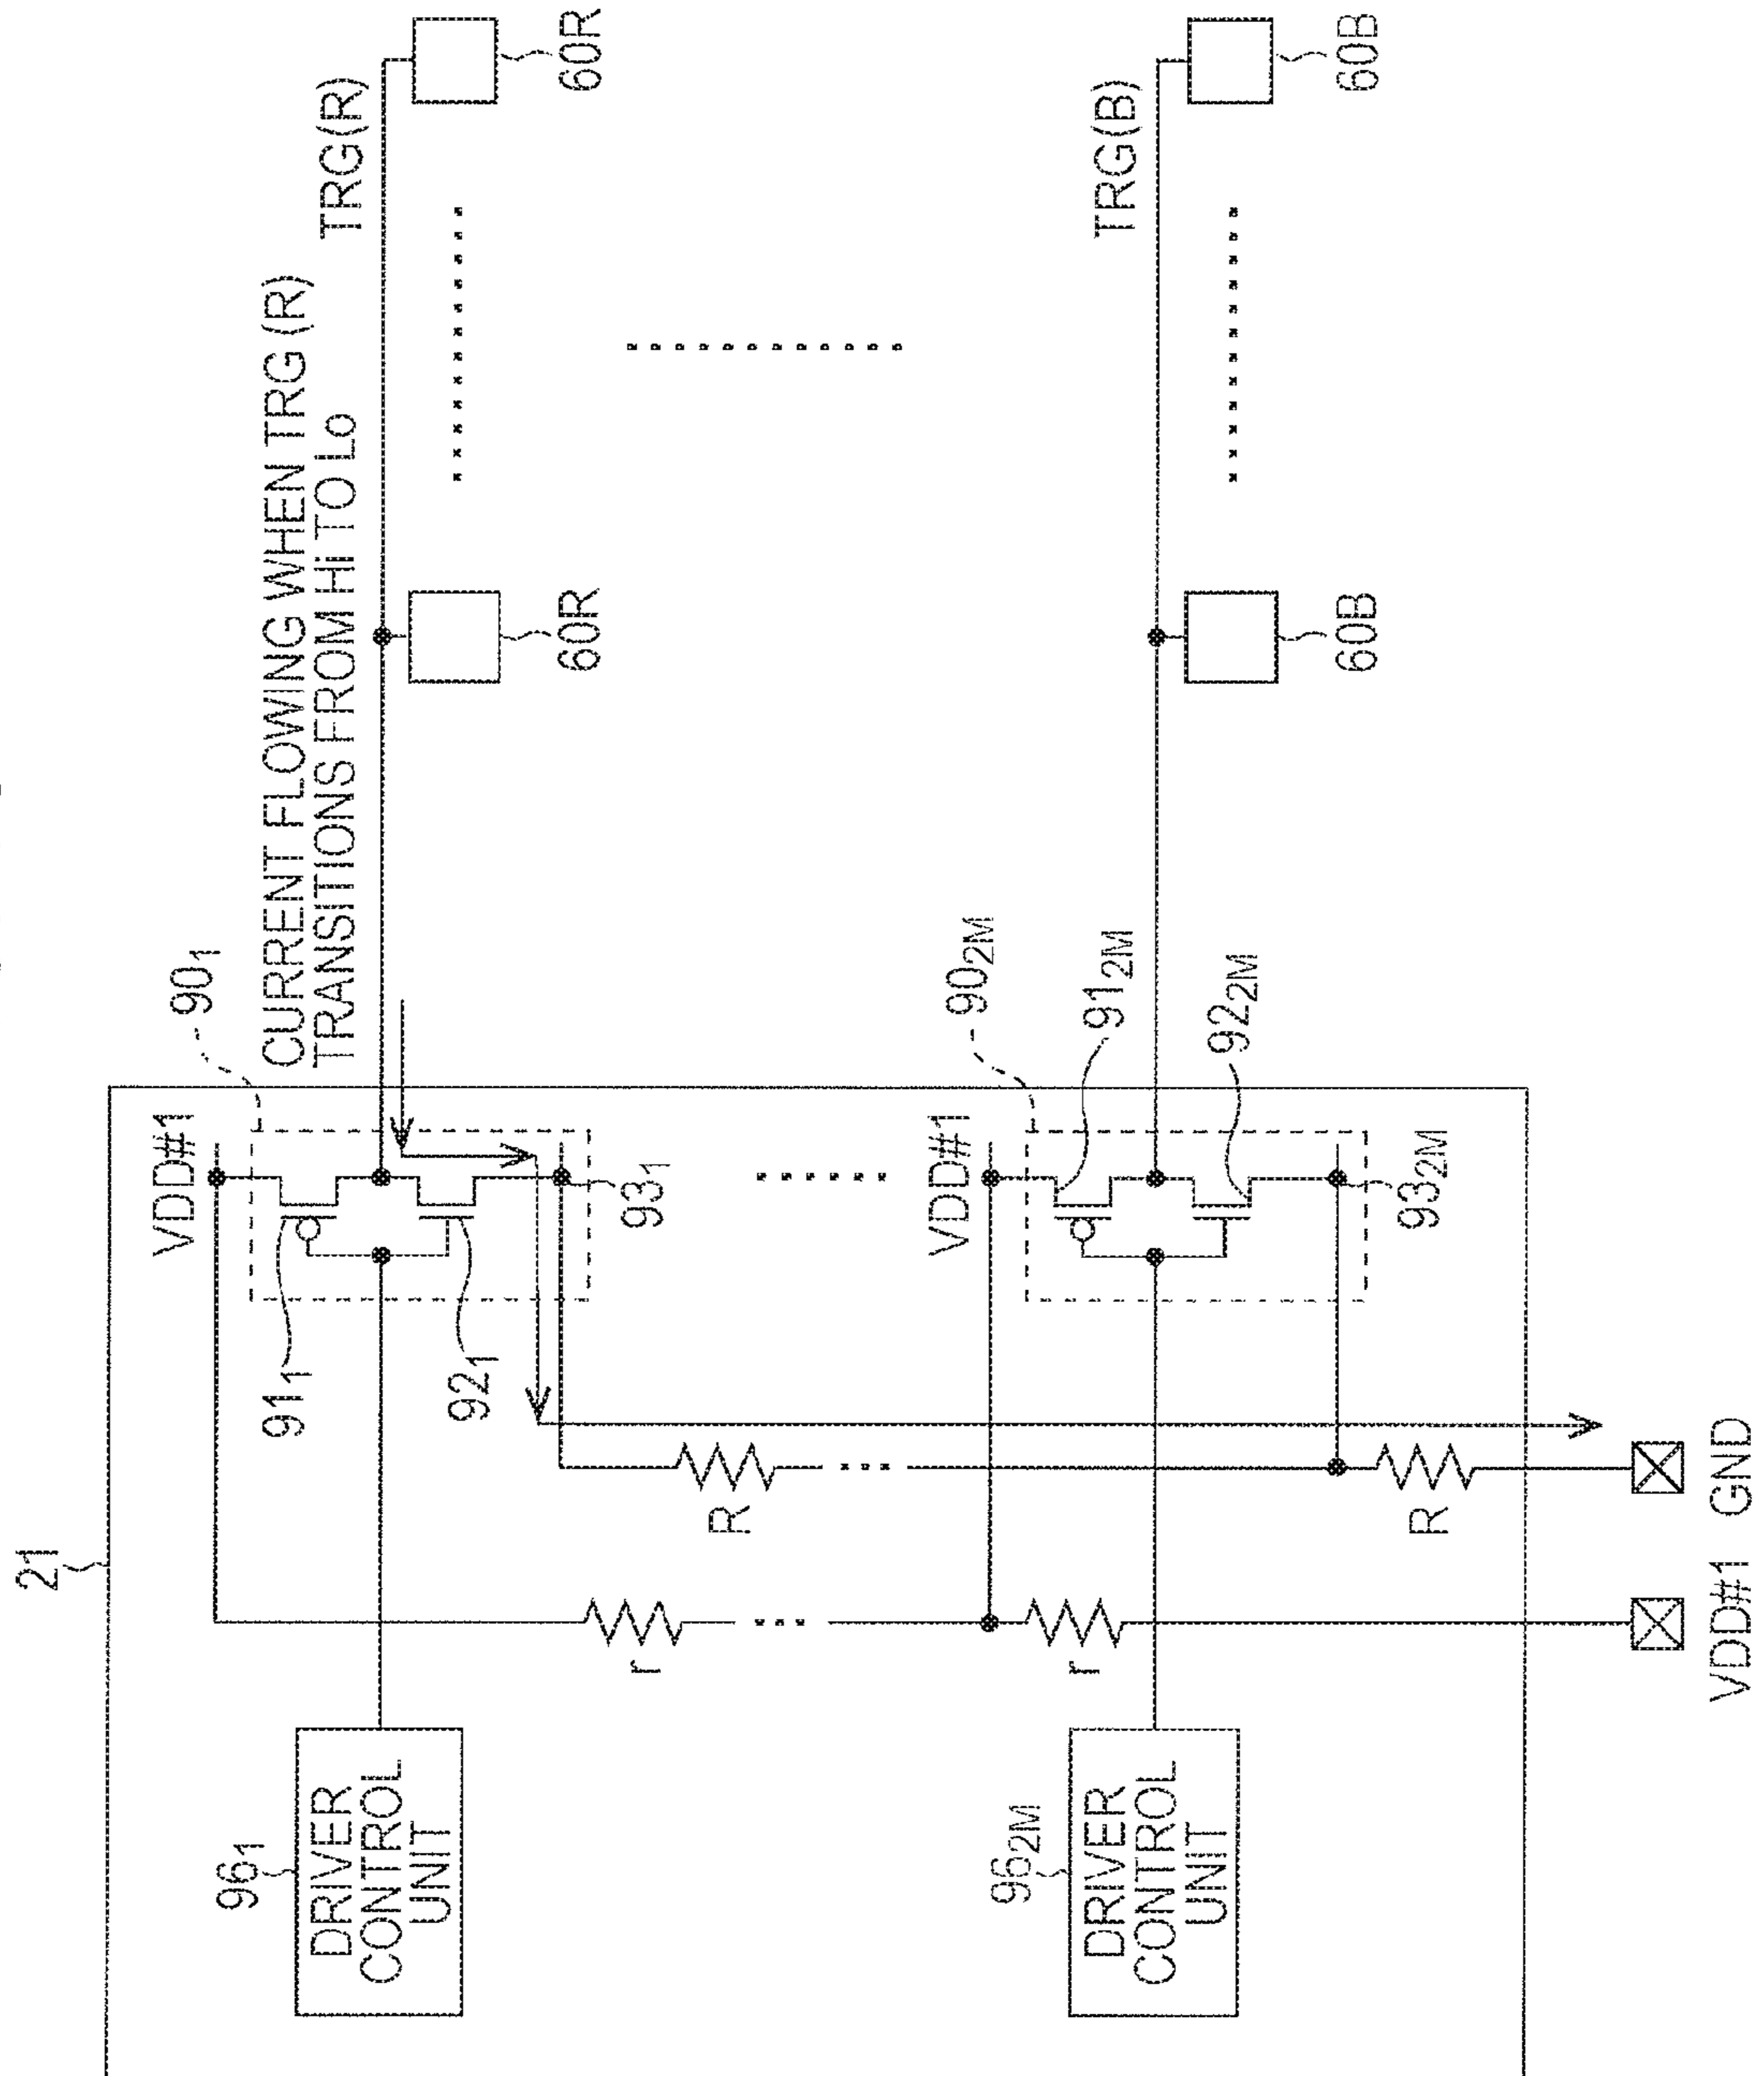 21
96₁
DRIVER
CONTROL
UNIT
VDD#1
90₁
CURRENT FLOWING WHEN TRG (R)
TRANSITIONS FROM Hi TO Lo
TRG(R)
91₁
92₁
93₁
60R
60R
r
R
96₂M
DRIVER
CONTROL
UNIT
VDD#1
90₂M
91₂M
92₂M
93₂M
TRG(B)
60B
60B
r
R
VDD#1
GND